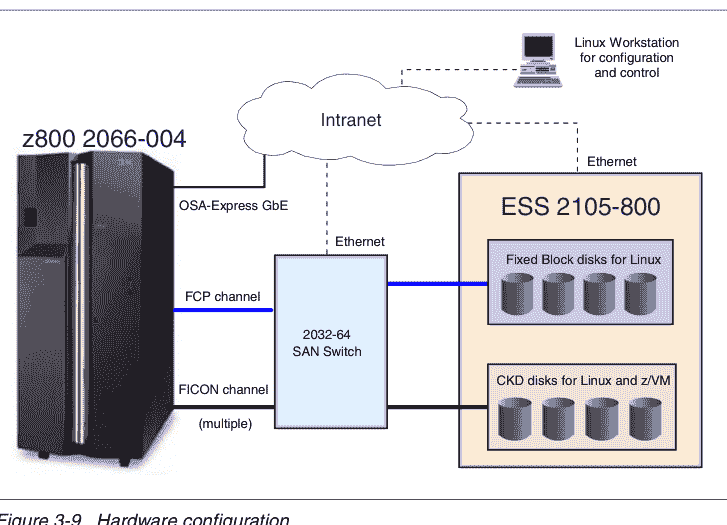 Linux Workstation
for configuration
and control
Intranet
z800 2066-004
Ethernet
OSA-Express GbE
ESS 2105-800
Ethernet
Fixed Block disks for Linux
FCP channel
2032-64
SAN Switch
FICON channel
CKD disks for Linux and z/VM
(multiple)
Figure 3-9 Hardware configuration